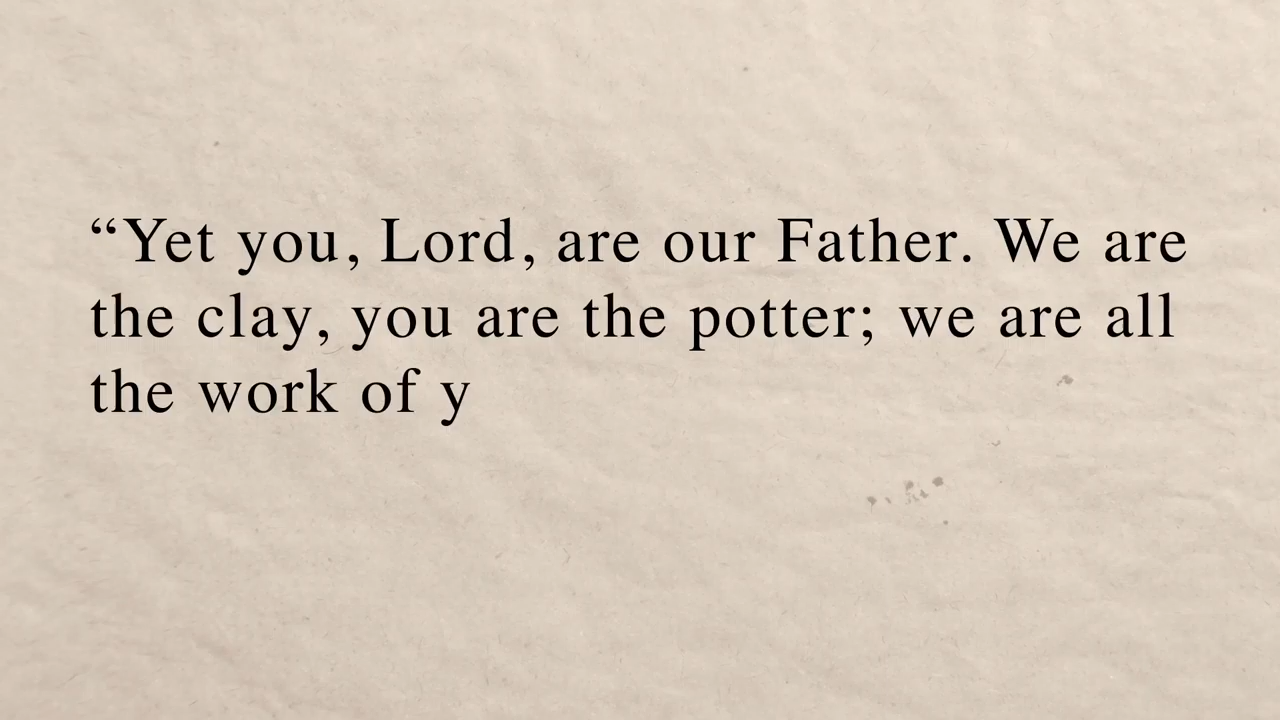 “Yet you, Lord, are our Father. We are
the clay, you are the potter; we are all
the work of y